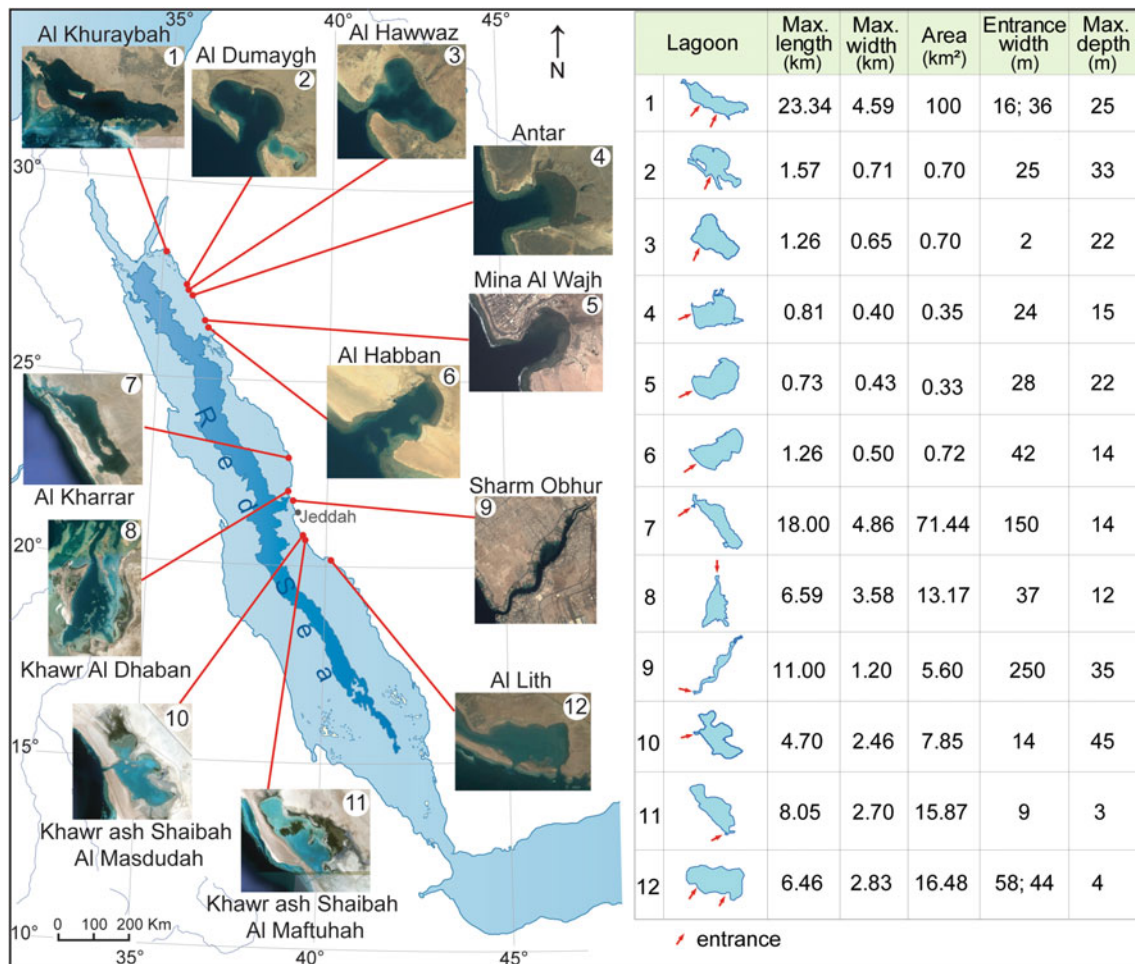 35°
40°
45°
Al Khuraybah
1
Al Dumaygh
2
Al Hawwaz
3
N
Antar
4
30°
Mina Al Wajh
5
25°
Al Habban
6
7
Al Kharrar
Red Sea
Jeddah
Sharm Obhur
9
8
20°
Khawr Al Dhaban
10
Al Lith
12
15°
11
Khawr ash Shaibah
Al Masdudah
Khawr ash Shaibah
Al Maftuhah
0 100 200 Km
10°
35°
40°
45°
Lagoon Max. length (km) Max. width (km) Area (km²) Entrance width (m) Max. depth (m)
1 23.34 4.59 100 16; 36 25
2 1.57 0.71 0.70 25 33
3 1.26 0.65 0.70 2 22
4 0.81 0.40 0.35 24 15
5 0.73 0.43 0.33 28 22
6 1.26 0.50 0.72 42 14
7 18.00 4.86 71.44 150 14
8 6.59 3.58 13.17 37 12
9 11.00 1.20 5.60 250 35
10 4.70 2.46 7.85 14 45
11 8.05 2.70 15.87 9 3
12 6.46 2.83 16.48 58; 44 4
entrance